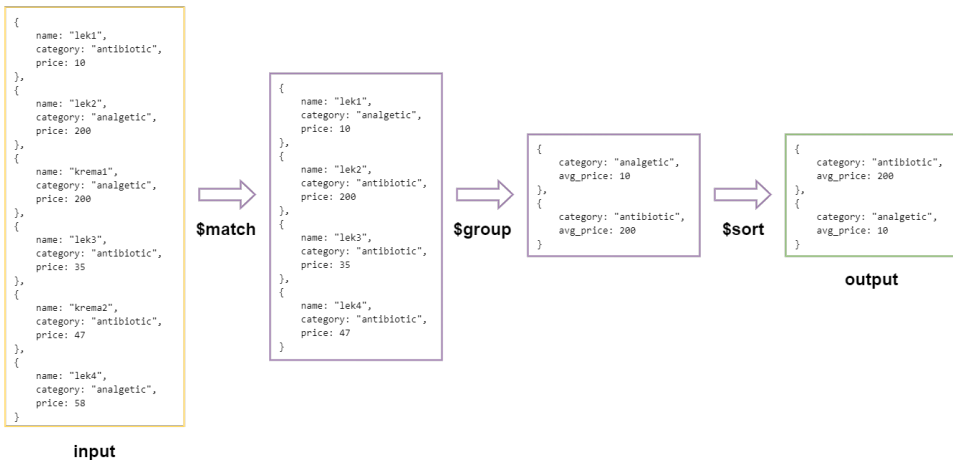 {
name: "lek1",
category: "antibiotic",
price: 10
},
{
name: "lek2",
category: "analgetic",
price: 200
},
{
name: "krema1",
category: "analgetic",
price: 200
},
{
name: "lek3",
category: "antibiotic",
price: 35
},
{
name: "krema2",
category: "antibiotic",
price: 47
},
{
name: "lek4",
category: "analgetic",
price: 58
}
input
$match
{
name: "lek1",
category: "analgetic",
price: 10
},
{
name: "lek2",
category: "antibiotic",
price: 200
},
{
name: "lek3",
category: "antibiotic",
price: 35
},
{
name: "lek4",
category: "antibiotic",
price: 47
}
$group
{
category: "analgetic",
avg_price: 10
},
{
category: "antibiotic",
avg_price: 200
}
$sort
{
category: "antibiotic",
avg_price: 200
},
{
category: "analgetic",
avg_price: 10
}
output